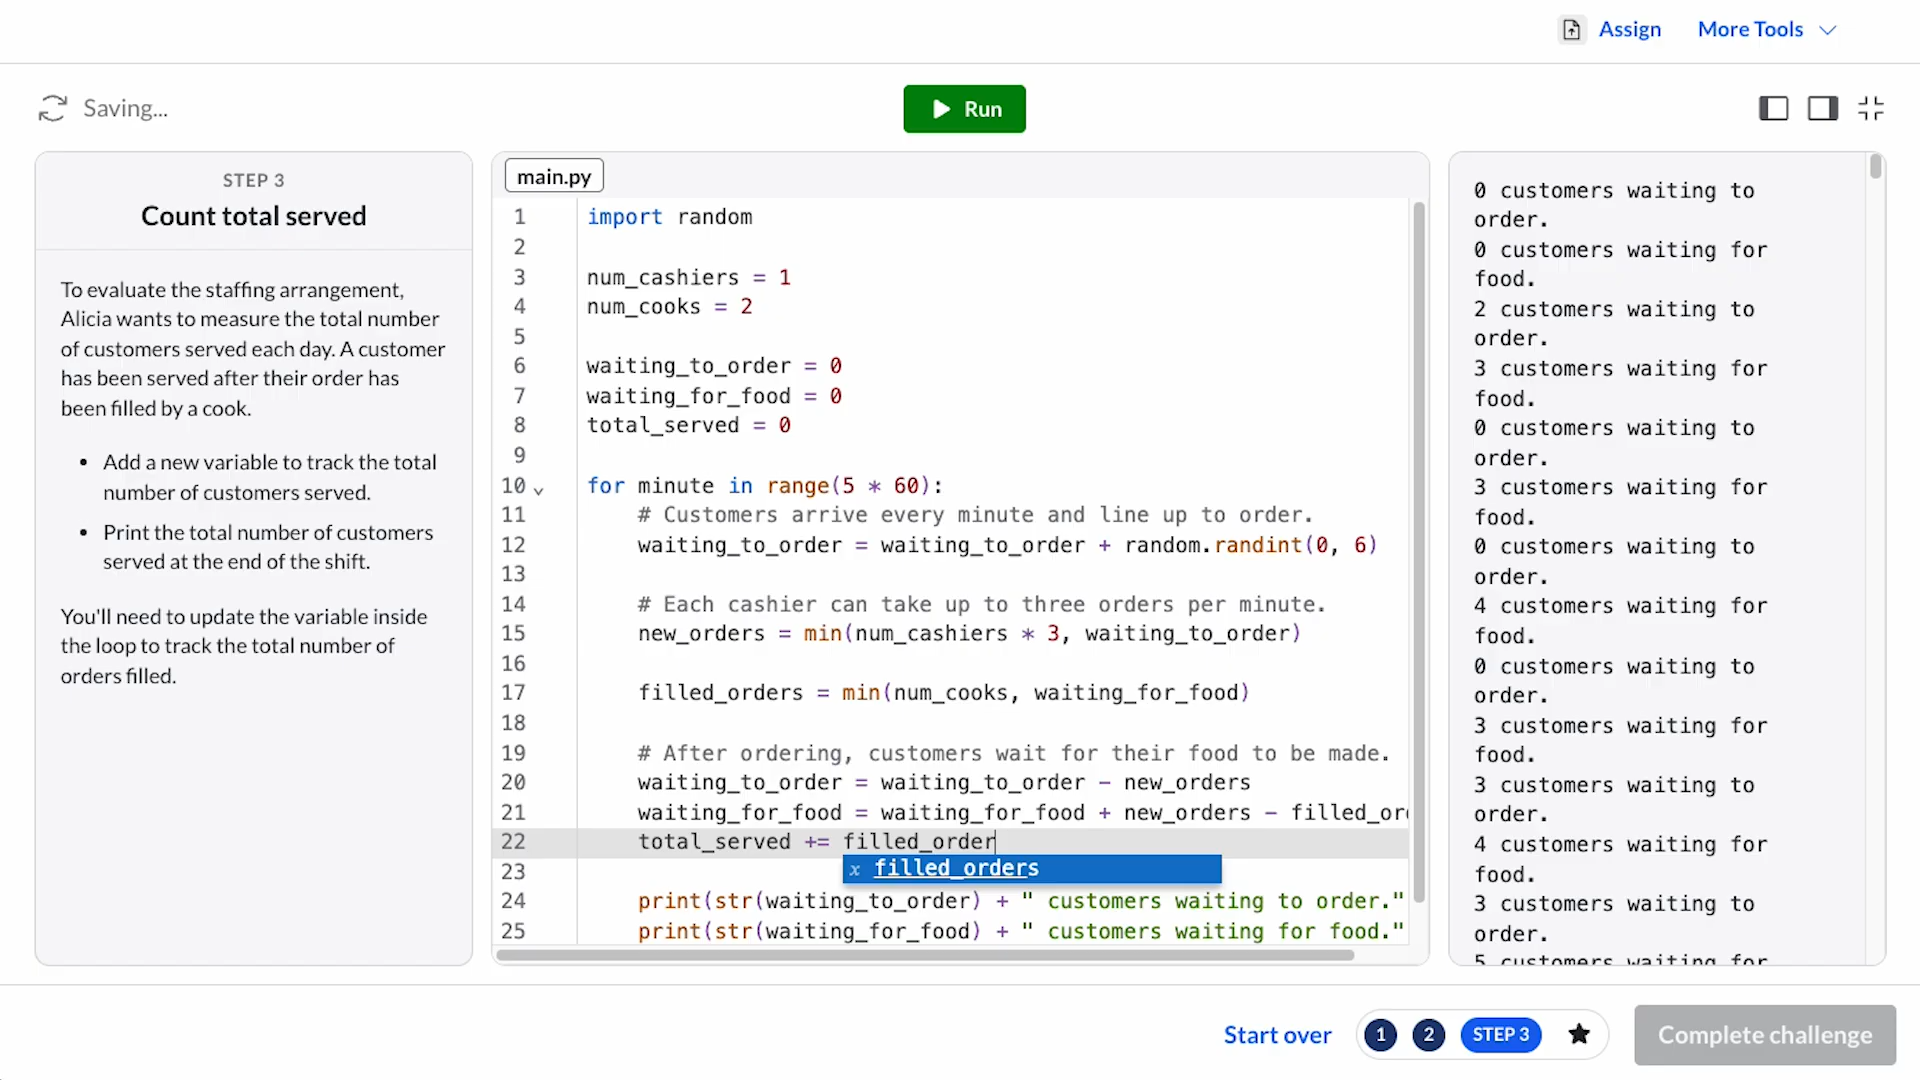 Assign
More Tools
Saving...
Run
STEP 3
Count total served
To evaluate the staffing arrangement,
Alicia wants to measure the total number
of customers served each day. A customer
has been served after their order has
been filled by a cook.
• Add a new variable to track the total
number of customers served.
• Print the total number of customers
served at the end of the shift.
You'll need to update the variable inside
the loop to track the total number of
orders filled.
main.py
1 import random
2
3 num_cashiers = 1
4 num_cooks = 2
5
6 waiting_to_order = 0
7 waiting_for_food = 0
8 total_served = 0
9
10 for minute in range(5 * 60):
11 # Customers arrive every minute and line up to order.
12 waiting_to_order = waiting_to_order + random.randint(0, 6)
13
14 # Each cashier can take up to three orders per minute.
15 new_orders = min(num_cashiers * 3, waiting_to_order)
16
17 filled_orders = min(num_cooks, waiting_for_food)
18
19 # After ordering, customers wait for their food to be made.
20 waiting_to_order = waiting_to_order - new_orders
21 waiting_for_food = waiting_for_food + new_orders - filled_or
22 total_served += filled_order
x filled_orders
23
24 print(str(waiting_to_order) + " customers waiting to order."
25 print(str(waiting_for_food) + " customers waiting for food."
0 customers waiting to
order.
0 customers waiting for
food.
2 customers waiting to
order.
3 customers waiting for
food.
0 customers waiting to
order.
3 customers waiting for
food.
0 customers waiting to
order.
4 customers waiting for
food.
0 customers waiting to
order.
3 customers waiting for
food.
3 customers waiting to
order.
4 customers waiting for
food.
3 customers waiting to
order.
5 customers waiting for
Start over
1
2
STEP 3
Complete challenge